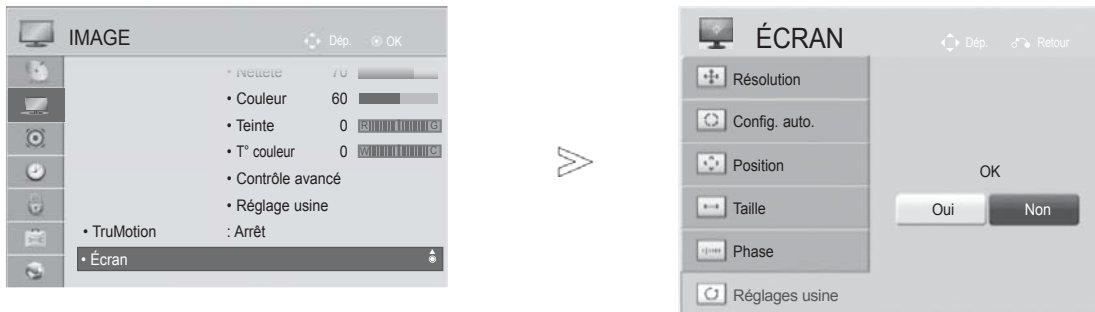 IMAGE
Dép. OK
• Netteté 70
• Couleur 60
• Teinte 0 R G
• T° couleur 0 W C
• Contrôle avancé
• Réglage usine
• TruMotion : Arrêt
• Écran
ÉCRAN
Dép. Retour
Résolution
Config. auto.
Position
Taille
Phase
Réglages usine
OK
Oui Non